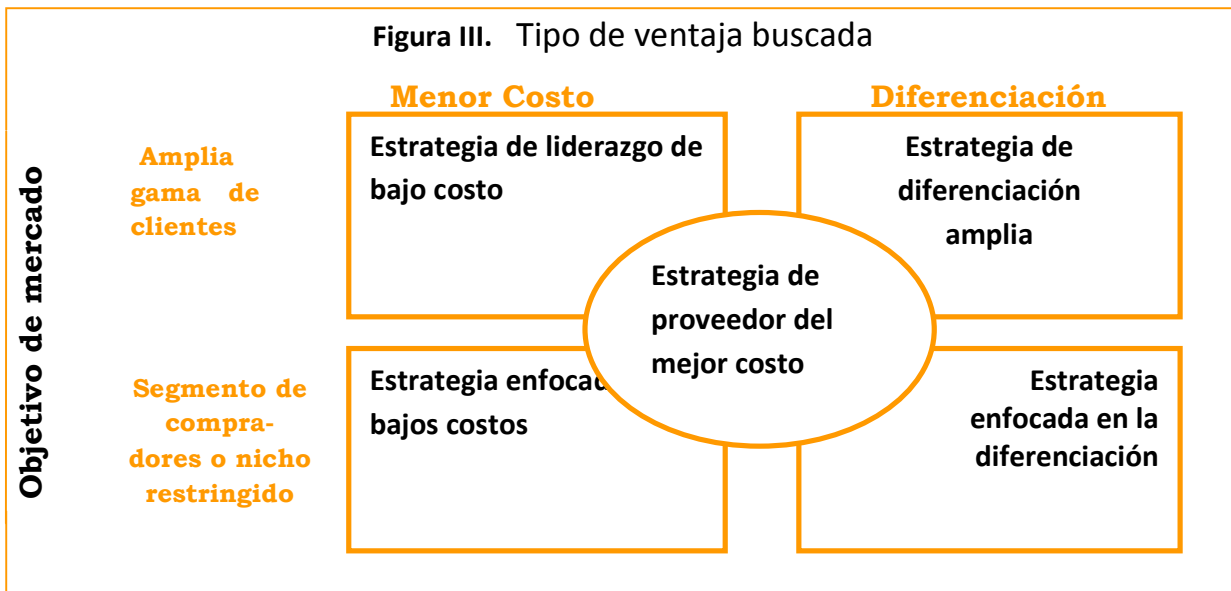 Figura III. Tipo de ventaja buscada
Menor Costo
Diferenciación
Objetivo de mercado
Amplia
gama de
clientes
Estrategia de liderazgo de
bajo costo
Estrategia de
diferenciación
amplia
Estrategia de
proveedor del
mejor costo
Segmento de
compra-
dores o nicho
restringido
Estrategia
bajos costos
Estrategia
enfocada en la
diferenciación